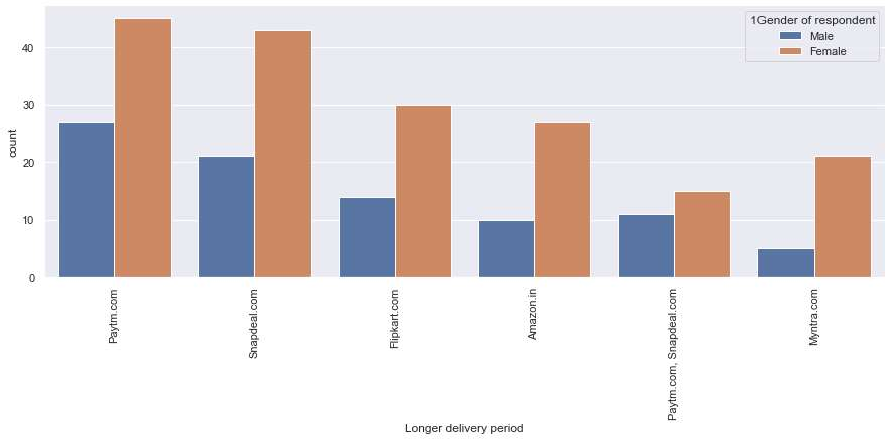 1Gender of respondent
Male
Female
count
40
30
20
10
0
Paytm.com
Snapdeal.com
Flipkart.com
Amazon.in
Paytm.com, Snapdeal.com
Myntra.com
Longer delivery period